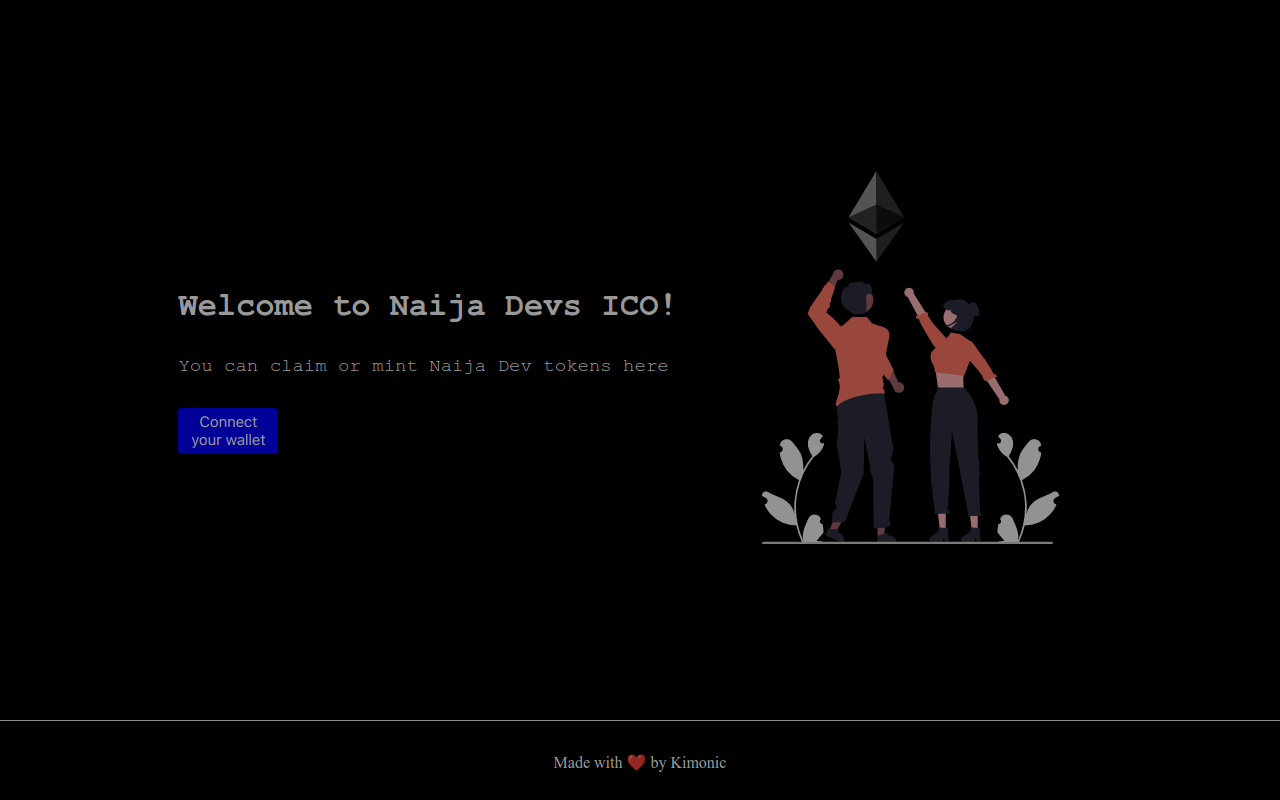 Welcome to Naija Devs ICO!
You can claim or mint Naija Dev tokens here
Connect
your wallet
Made with ❤️ by Kimonic